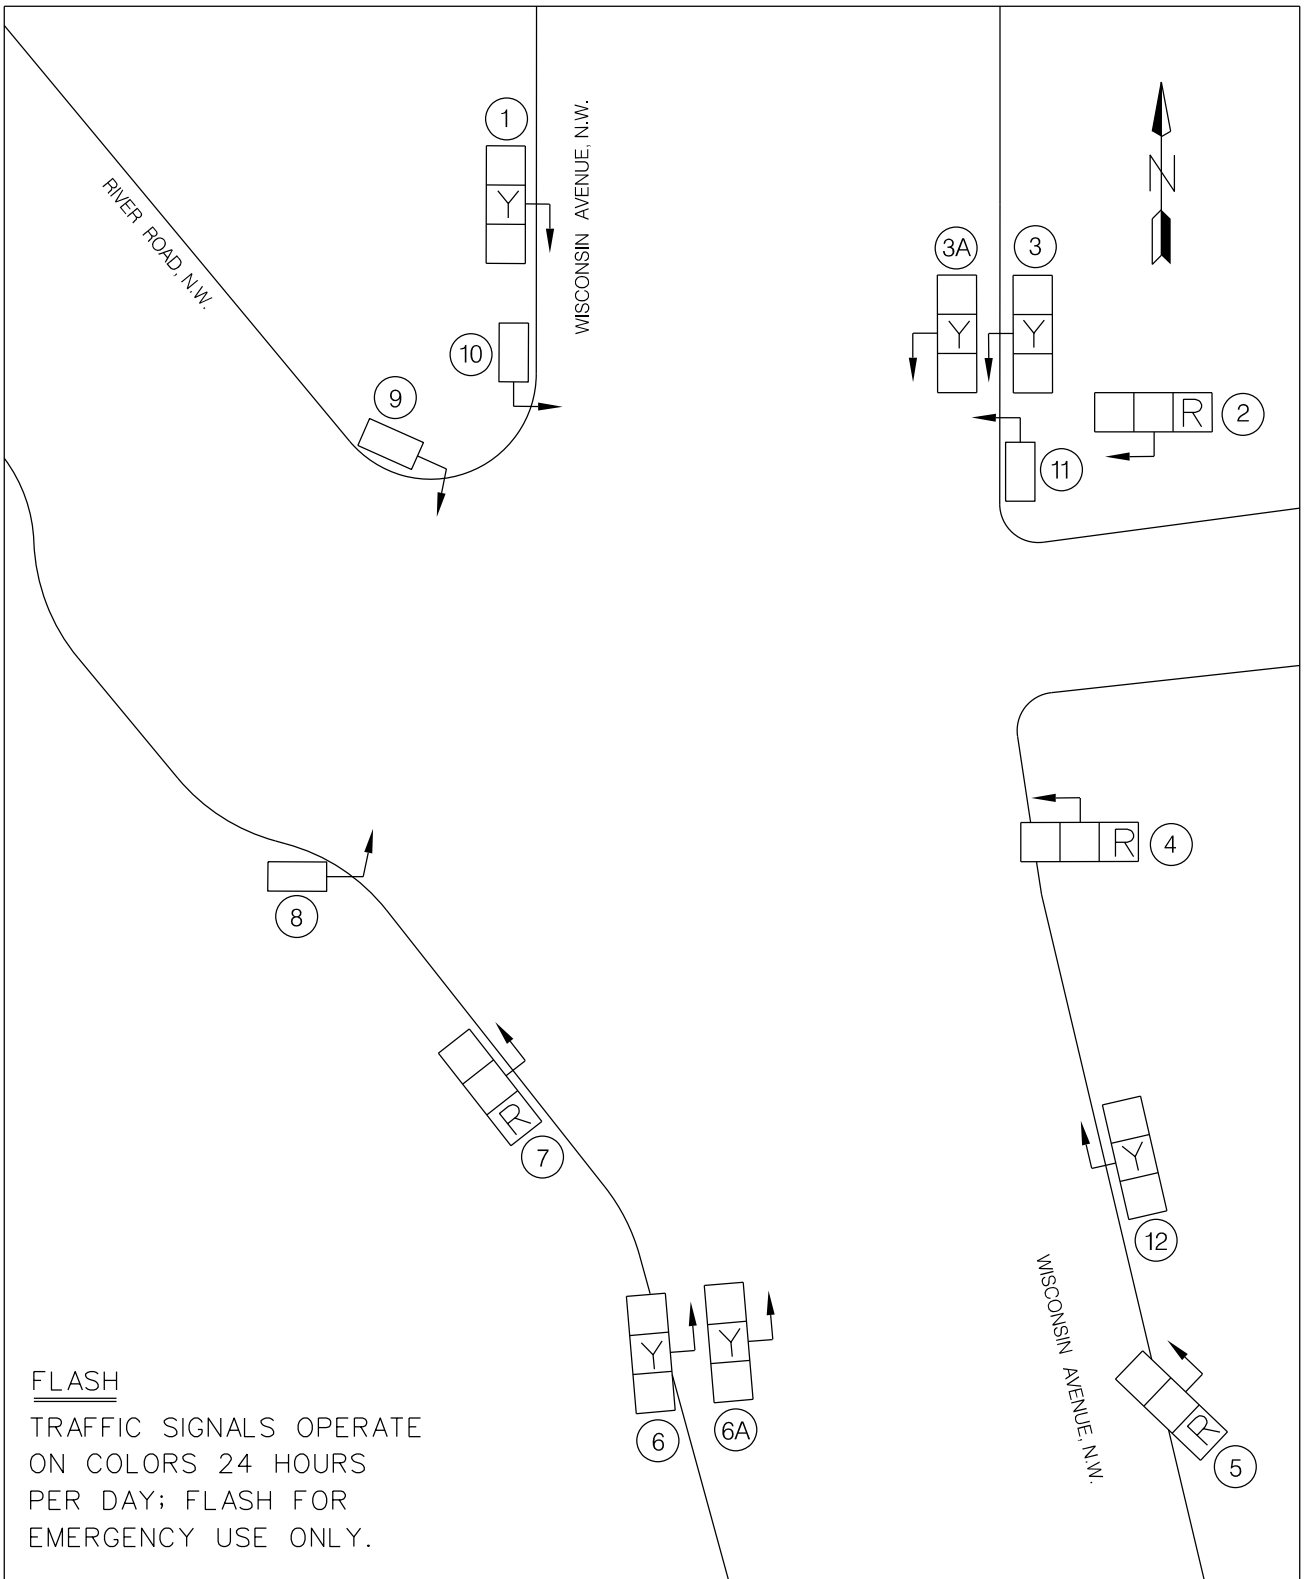 1
Y
WISCONSIN AVENUE, N.W.
RIVER ROAD, N.W.
N
3A
3
Y
Y
10
9
R
2
11
R
4
8
R
7
Y
12
WISCONSIN AVENUE, N.W.
Y
Y
6
6A
R
5
FLASH
TRAFFIC SIGNALS OPERATE
ON COLORS 24 HOURS
PER DAY; FLASH FOR
EMERGENCY USE ONLY.